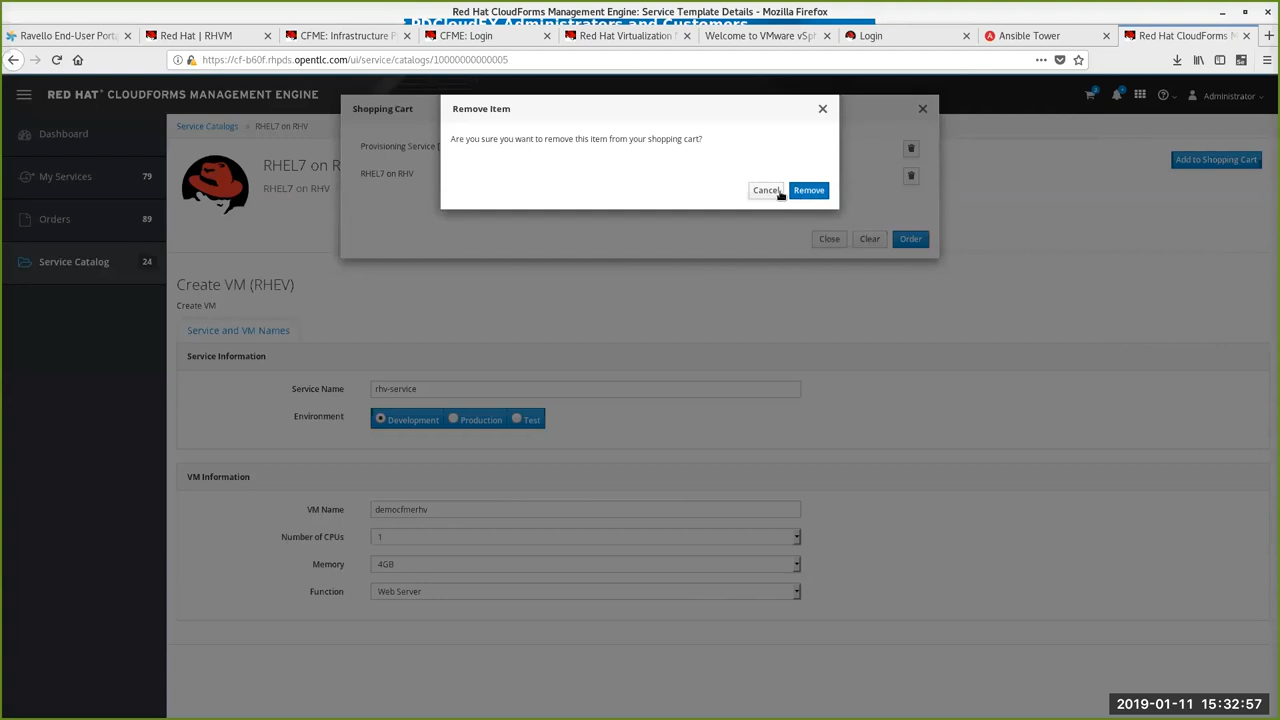 Red Hat CloudForms Management Engine: Service Template Details - Mozilla Firefox
RDCloudFX Administrators and Customers
Ravello End-User Port
Red Hat | RHVM
CFME: Infrastructure P
CFME: Login
Red Hat Virtualization
Welcome to VMware vSph
Login
Ansible Tower
Red Hat CloudForms M
https://cf-b60f.rhpds.opentlc.com/ui/service/catalogs/10000000000005
RED HAT® CLOUDFORMS MANAGEMENT ENGINE
Administrator
Dashboard
My Services 79
Orders 89
Service Catalog 24
Service Catalogs RHEL7 on RHV
RHEL7 on R
RHEL7 on RHV
Add to Shopping Cart
Shopping Cart
Provisioning Service [
RHEL7 on RHV
Close Clear Order
Remove Item
Are you sure you want to remove this item from your shopping cart?
Cancel Remove
Create VM (RHEV)
Create VM
Service and VM Names
Service Information
Service Name rhv-service
Environment Development Production Test
VM Information
VM Name democfmerhv
Number of CPUs 1
Memory 4GB
Function Web Server
2019-01-11 15:32:57